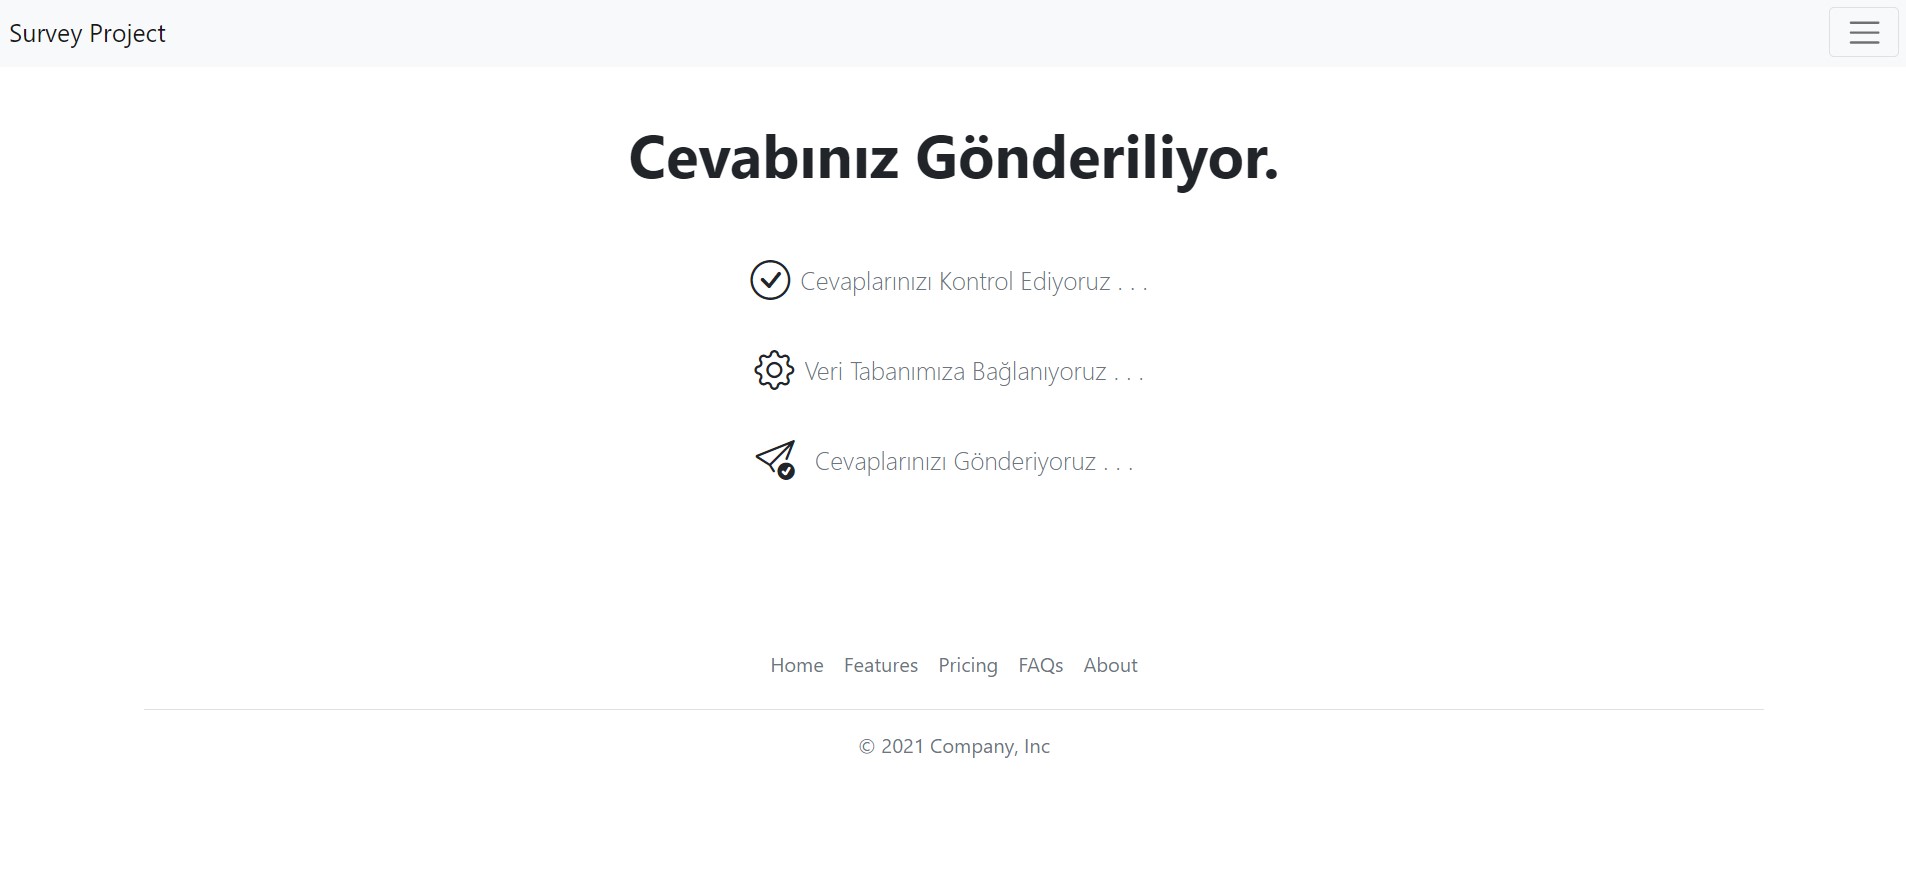 Survey Project
Cevabınız Gönderiliyor.
Cevaplarınızı Kontrol Ediyoruz . . .
Veri Tabanımıza Bağlanıyoruz . . .
Cevaplarınızı Gönderiyoruz . . .
Home Features Pricing FAQs About
© 2021 Company, Inc